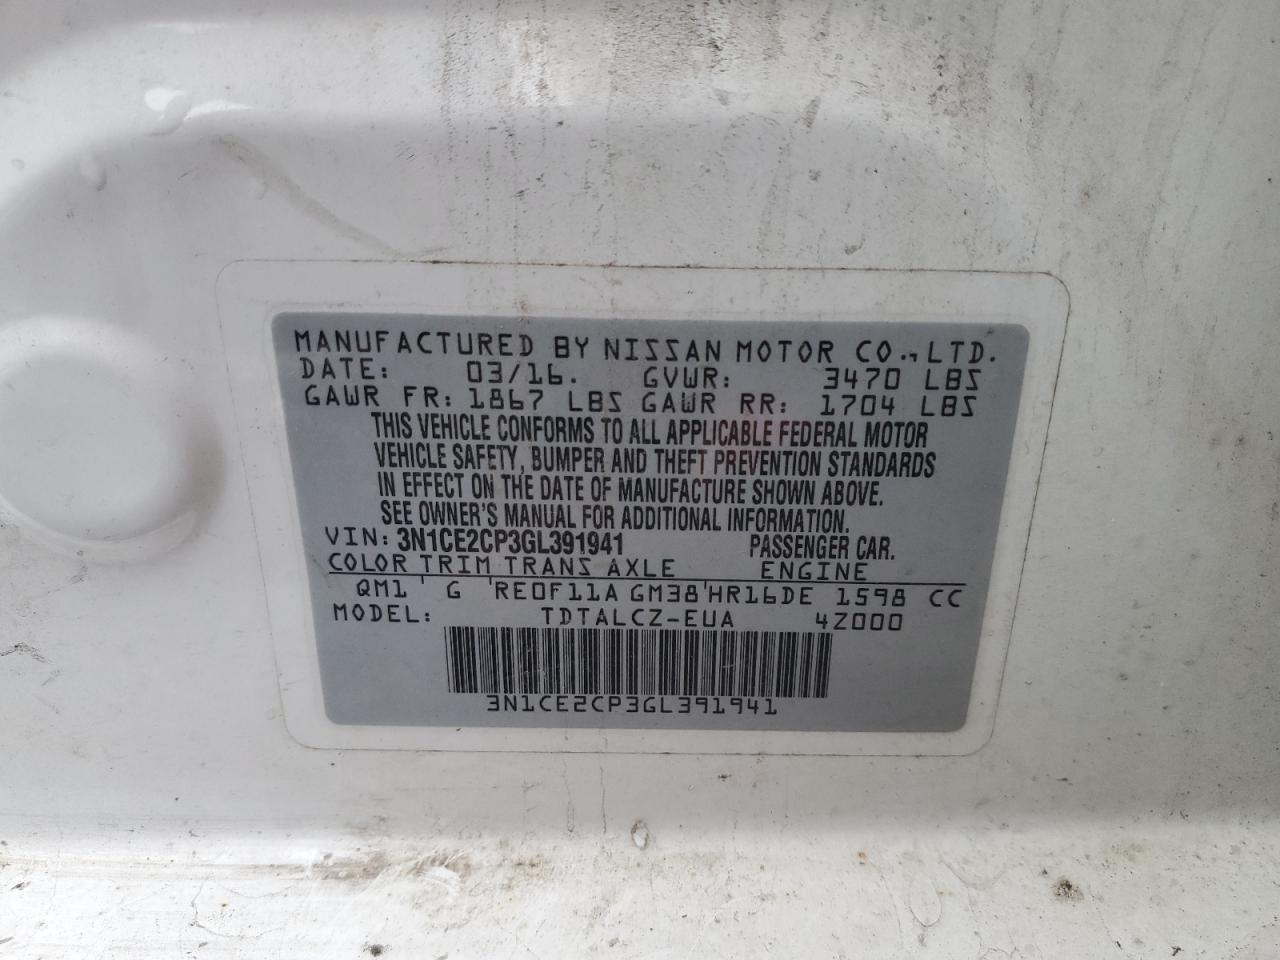 MANUFACTURED BY NISSAN MOTOR CO., LTD.
DATE: 03/16. GVWR: 3470 LBS
GAWR FR: 1867 LBS GAWR RR: 1704 LBS
THIS VEHICLE CONFORMS TO ALL APPLICABLE FEDERAL MOTOR
VEHICLE SAFETY, BUMPER AND THEFT PREVENTION STANDARDS
IN EFFECT ON THE DATE OF MANUFACTURE SHOWN ABOVE.
SEE OWNER'S MANUAL FOR ADDITIONAL INFORMATION.
VIN: 3N1CE2CP3GL391941 PASSENGER CAR.
COLOR TRIM TRANS AXLE ENGINE
QM1 ' G 'RE0F11A GM38'HR16DE 1598 CC
MODEL: TDTALCZ-EUA 4Z000
3N1CE2CP3GL391941